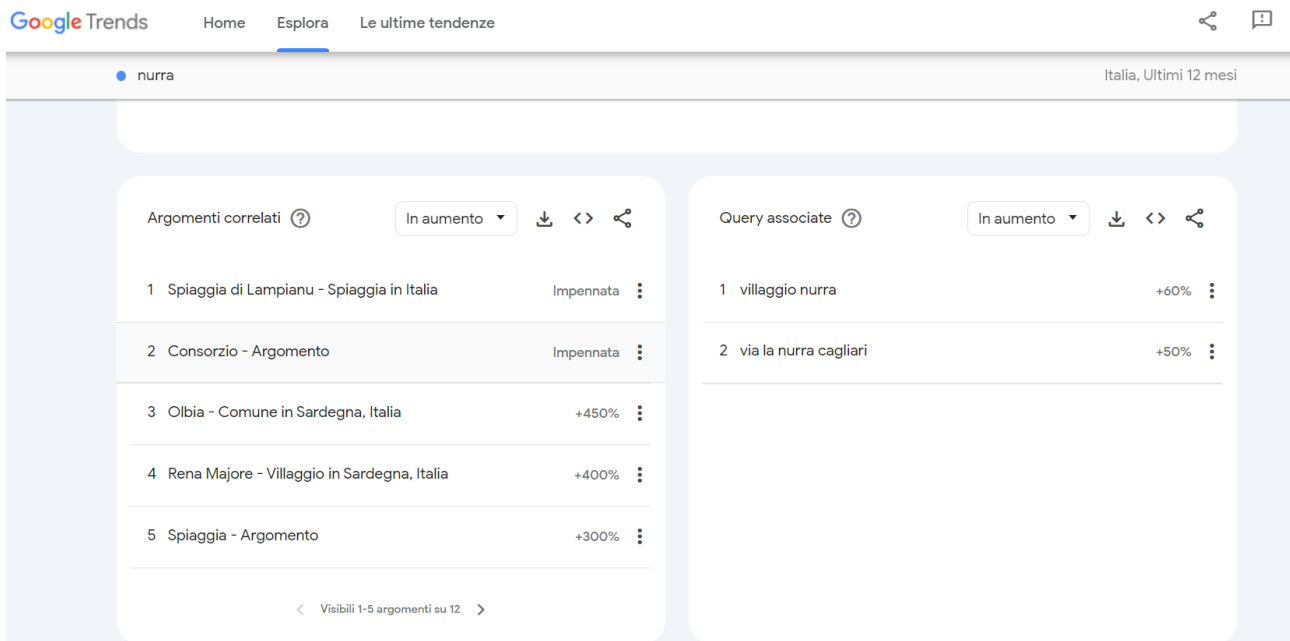 Google Trends
Home
Esplora
Le ultime tendenze
nurra
Italia, Ultimi 12 mesi
Argomenti correlati
In aumento
1 Spiaggia di Lampianu - Spiaggia in Italia Impennata
2 Consorzio - Argomento Impennata
3 Olbia - Comune in Sardegna, Italia +450%
4 Rena Majore - Villaggio in Sardegna, Italia +400%
5 Spiaggia - Argomento +300%
Visibili 1-5 argomenti su 12
Query associate
In aumento
1 villaggio nurra +60%
2 via la nurra cagliari +50%